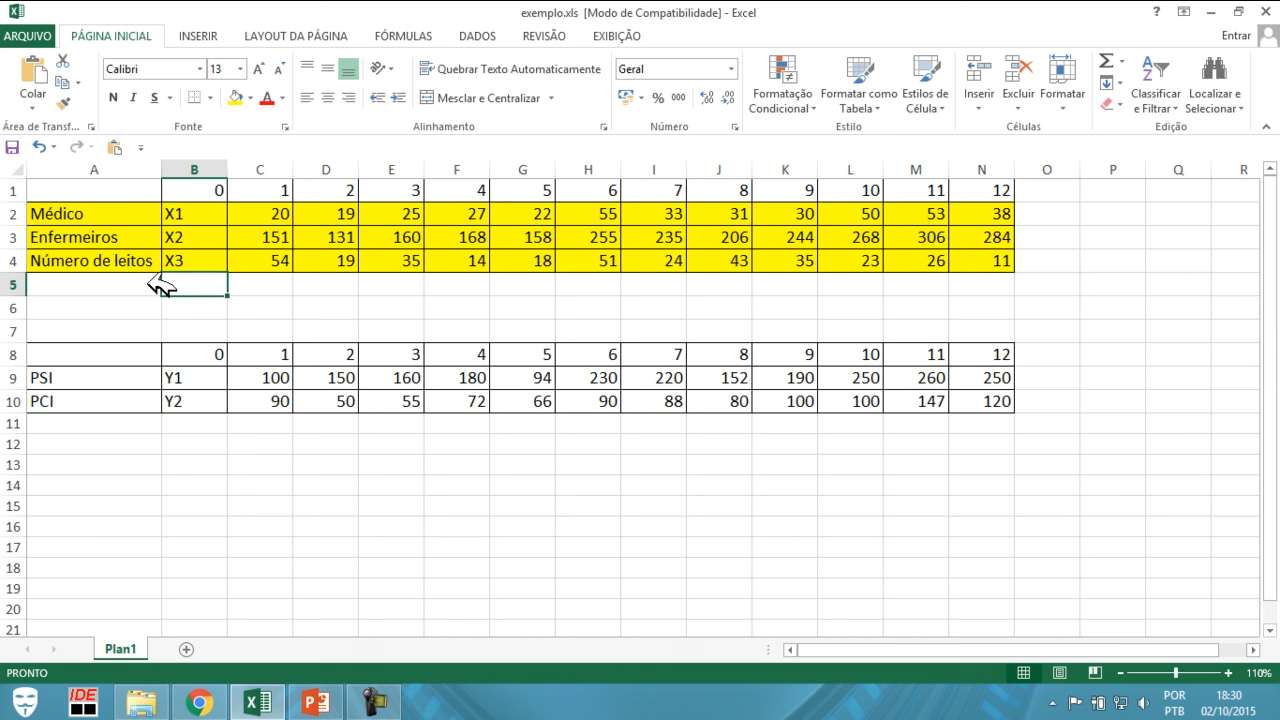 exemplo.xls [Modo de Compatibilidade] - Excel
?
ARQUIVO PÁGINA INICIAL INSERIR LAYOUT DA PÁGINA FÓRMULAS DADOS REVISÃO EXIBIÇÃO Entrar
Colar
Calibri 13 A A
N I S A
Quebrar Texto Automaticamente
Mesclar e Centralizar
Geral
% 000
Formatação Condicional
Formatar como Tabela
Estilos de Célula
Inserir Excluir Formatar
Classificar e Filtrar
Localizar e Selecionar
Área de Transf... Fonte Alinhamento Número Estilo Células Edição
A B C D E F G H I J K L M N O P Q R
1 0 1 2 3 4 5 6 7 8 9 10 11 12
2 Médico X1 20 19 25 27 22 55 33 31 30 50 53 38
3 Enfermeiros X2 151 131 160 168 158 255 235 206 244 268 306 284
4 Número de leitos X3 54 19 35 14 18 51 24 43 35 23 26 11
5
6
7
8 0 1 2 3 4 5 6 7 8 9 10 11 12
9 PSI Y1 100 150 160 180 94 230 220 152 190 250 260 250
10 PCI Y2 90 50 55 72 66 90 88 80 100 100 147 120
11
12
13
14
15
16
17
18
19
20
21
Plan1
PRONTO 110%
IDE
POR 18:30
PTB 02/10/2015